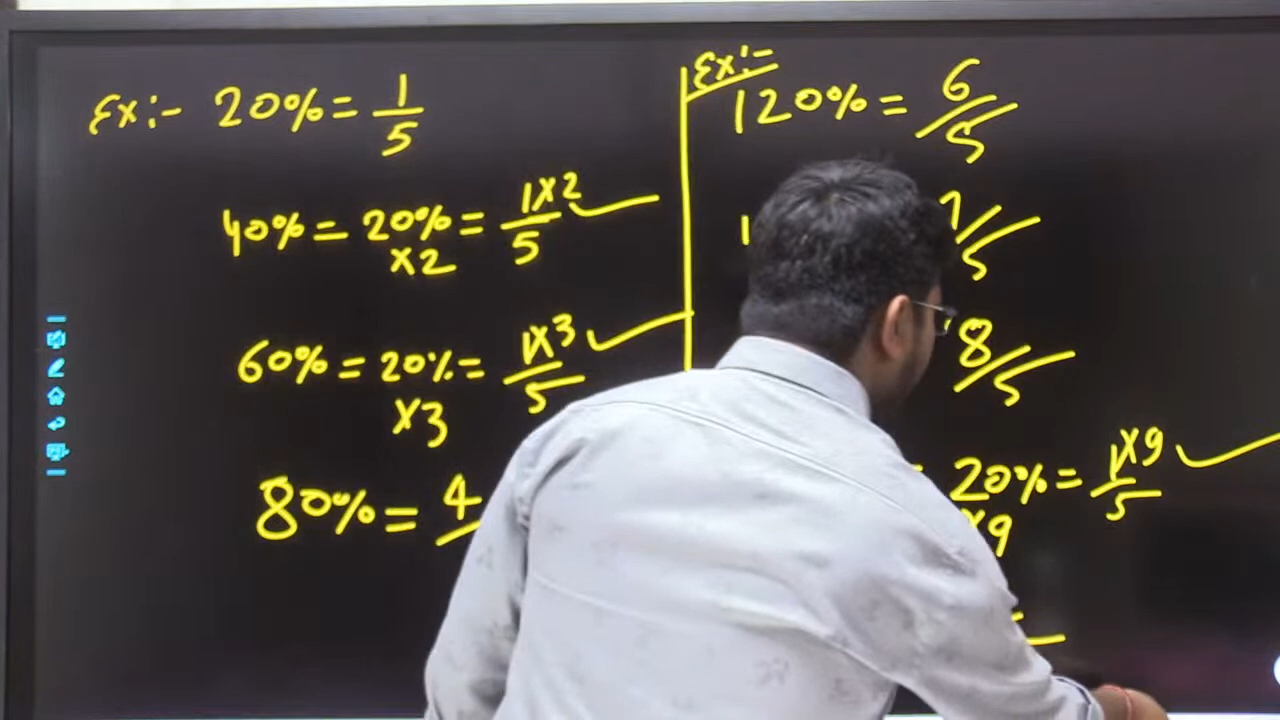 Ex:- 20% = 1/5
40% = 20% × 2 = 1×2/5
60% = 20% × 3 = 1×3/5
80% = 4
Ex:-
120% = 6/5
1 7/5
8/5
20% × 9 = 1×9/5